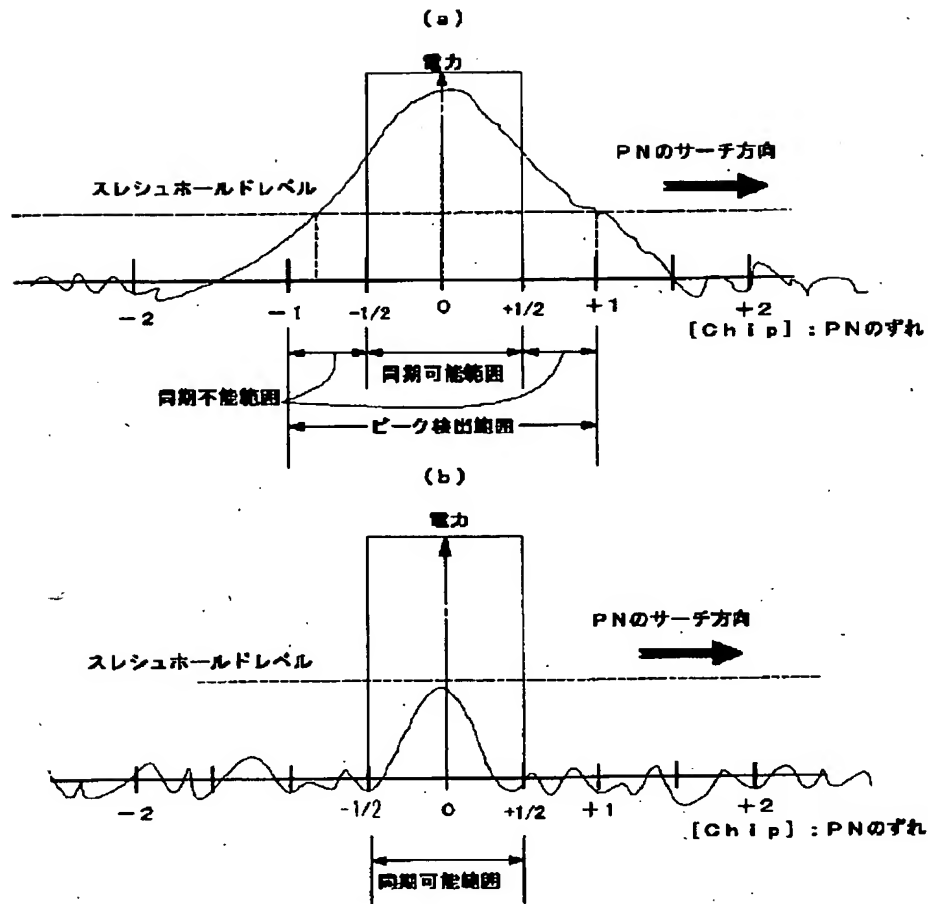 (a)
電力
PNのサーチ方向
スレシュホールドレベル
-2
-1
-1/2
0
+1/2
+1
+2
[Chip]:PNのずれ
同期可能範囲
同期不能範囲
ピーク検出範囲
(b)
電力
PNのサーチ方向
スレシュホールドレベル
-2
-1/2
0
+1/2
+1
+2
[Chip]:PNのずれ
同期可能範囲